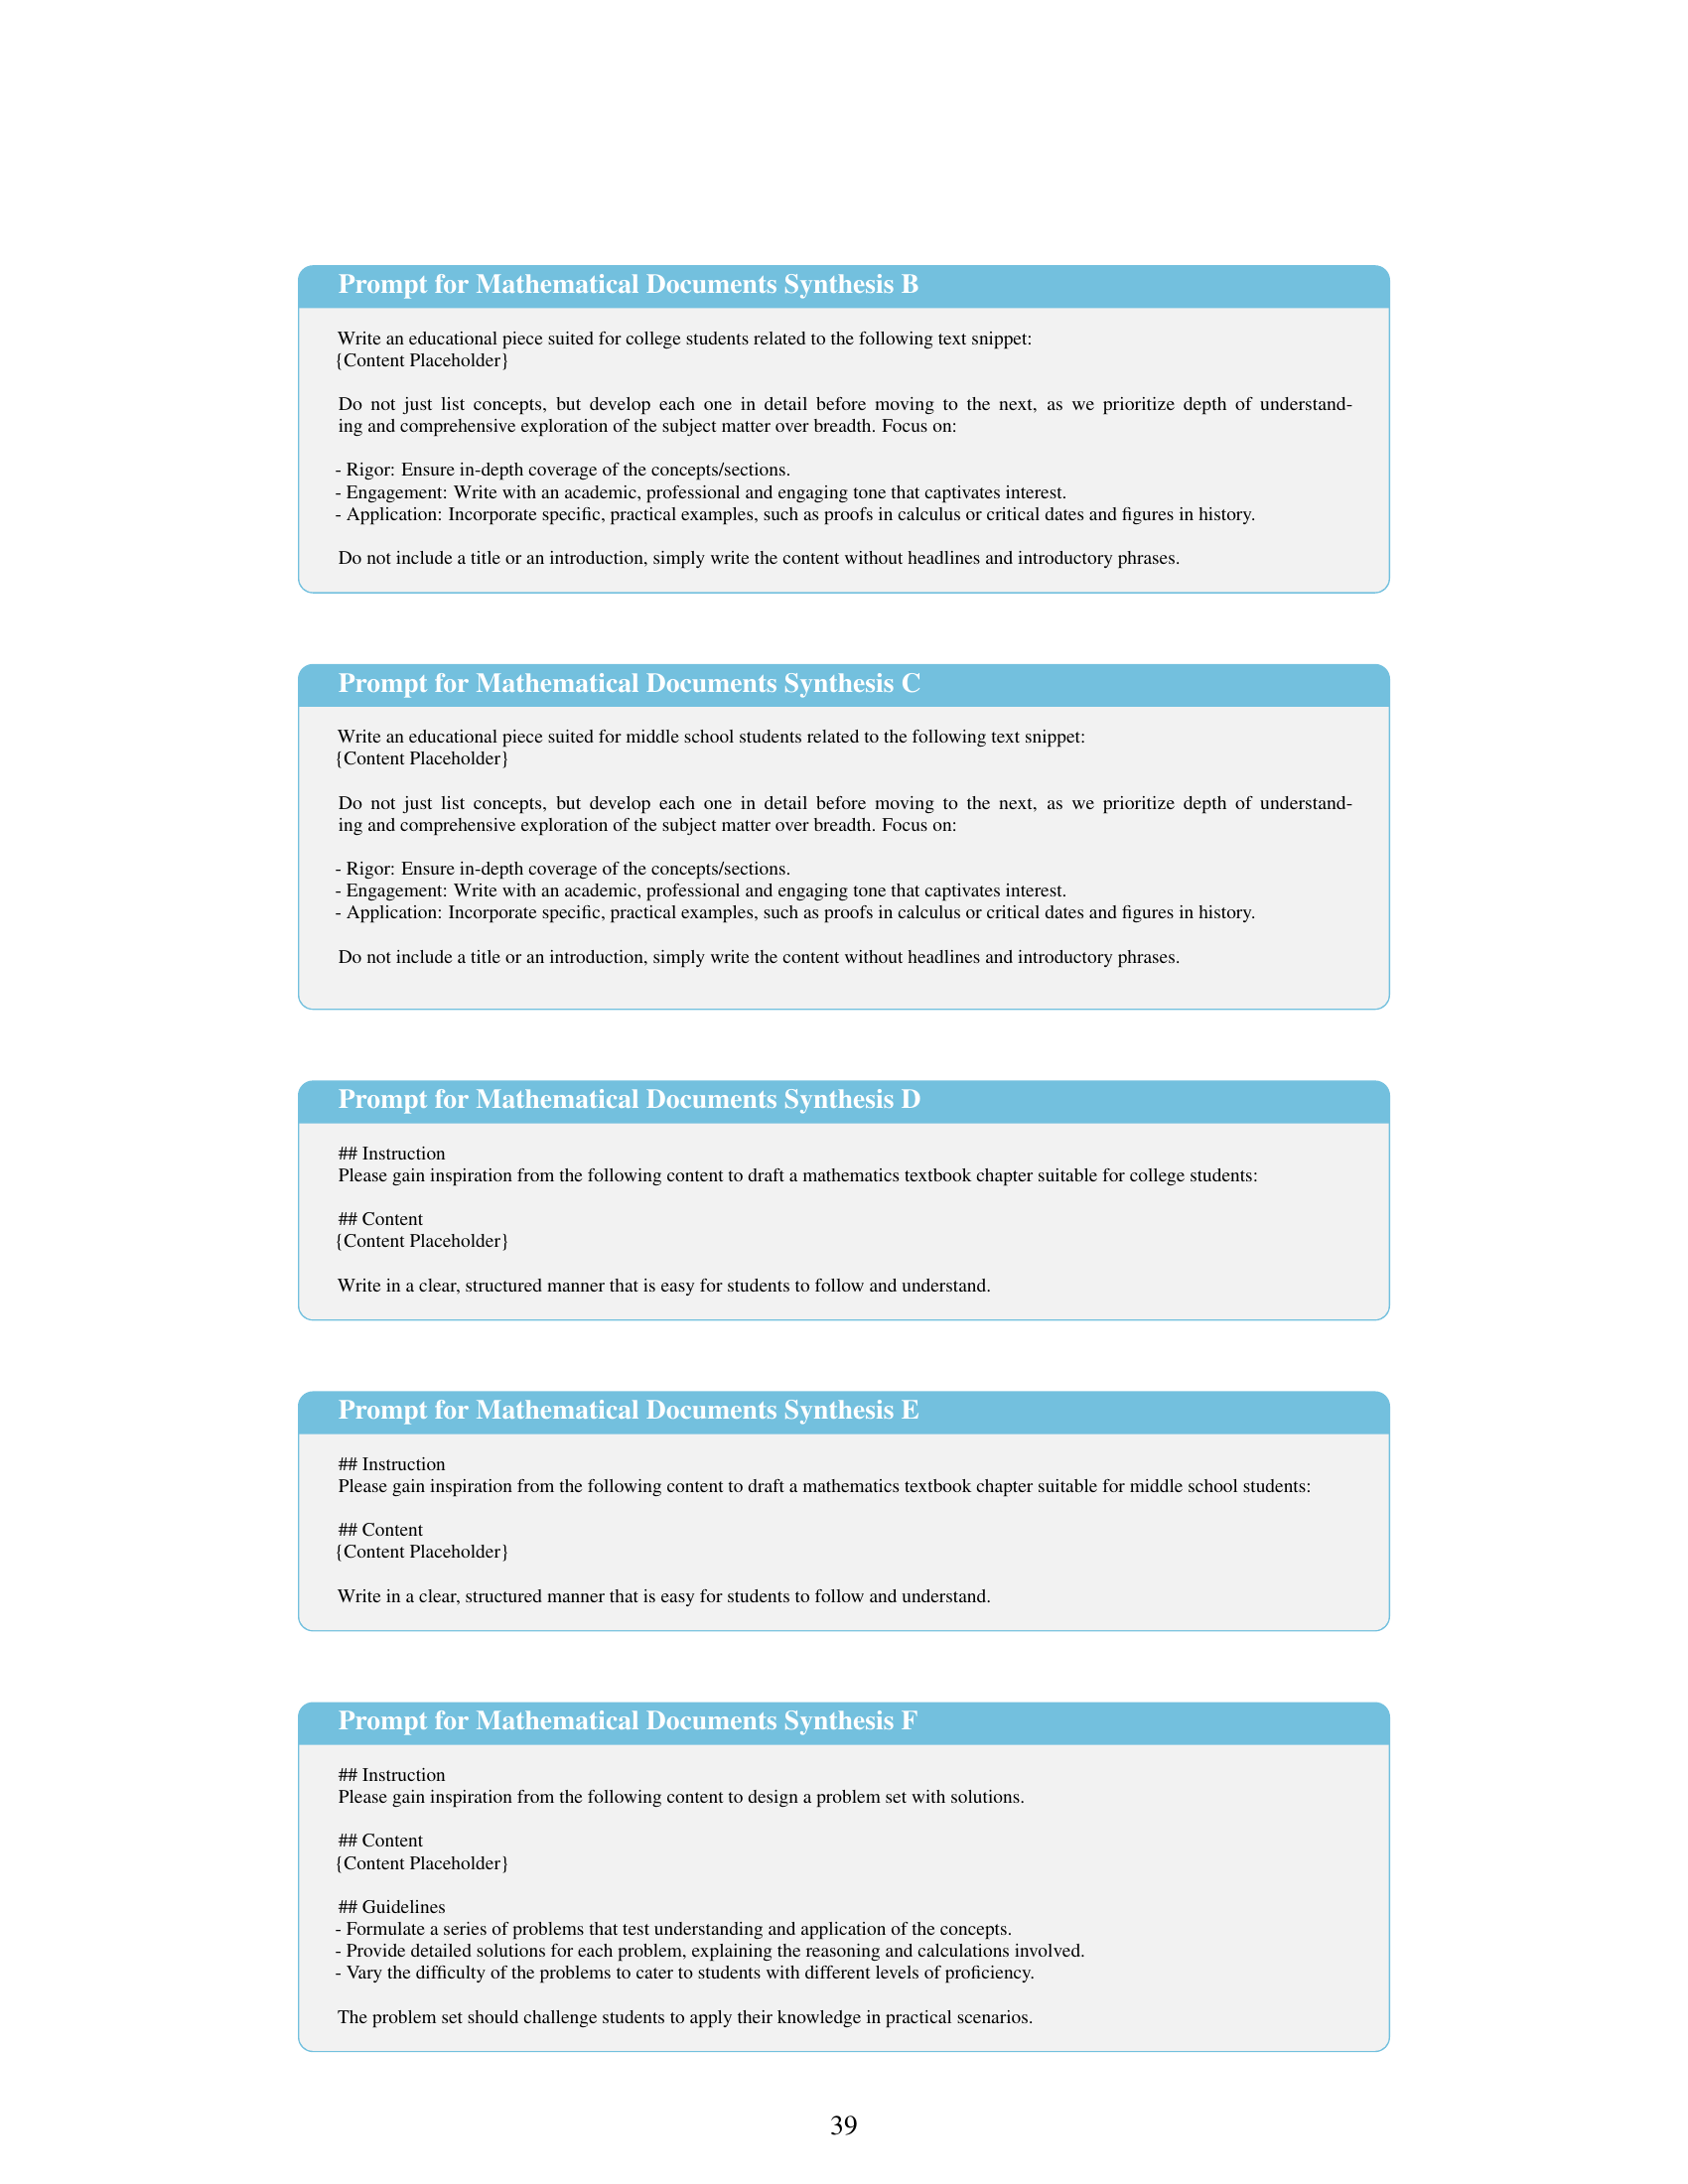 Prompt for Mathematical Documents Synthesis B
Write an educational piece suited for college students related to the following text snippet:
{Content Placeholder}
Do not just list concepts, but develop each one in detail before moving to the next, as we prioritize depth of understand-
ing and comprehensive exploration of the subject matter over breadth. Focus on:
- Rigor: Ensure in-depth coverage of the concepts/sections.
- Engagement: Write with an academic, professional and engaging tone that captivates interest.
- Application: Incorporate specific, practical examples, such as proofs in calculus or critical dates and figures in history.
Do not include a title or an introduction, simply write the content without headlines and introductory phrases.
Prompt for Mathematical Documents Synthesis C
Write an educational piece suited for middle school students related to the following text snippet:
{Content Placeholder}
Do not just list concepts, but develop each one in detail before moving to the next, as we prioritize depth of understand-
ing and comprehensive exploration of the subject matter over breadth. Focus on:
- Rigor: Ensure in-depth coverage of the concepts/sections.
- Engagement: Write with an academic, professional and engaging tone that captivates interest.
- Application: Incorporate specific, practical examples, such as proofs in calculus or critical dates and figures in history.
Do not include a title or an introduction, simply write the content without headlines and introductory phrases.
Prompt for Mathematical Documents Synthesis D
## Instruction
Please gain inspiration from the following content to draft a mathematics textbook chapter suitable for college students:
## Content
{Content Placeholder}
Write in a clear, structured manner that is easy for students to follow and understand.
Prompt for Mathematical Documents Synthesis E
## Instruction
Please gain inspiration from the following content to draft a mathematics textbook chapter suitable for middle school students:
## Content
{Content Placeholder}
Write in a clear, structured manner that is easy for students to follow and understand.
Prompt for Mathematical Documents Synthesis F
## Instruction
Please gain inspiration from the following content to design a problem set with solutions.
## Content
{Content Placeholder}
## Guidelines
- Formulate a series of problems that test understanding and application of the concepts.
- Provide detailed solutions for each problem, explaining the reasoning and calculations involved.
- Vary the difficulty of the problems to cater to students with different levels of proficiency.
The problem set should challenge students to apply their knowledge in practical scenarios.
39